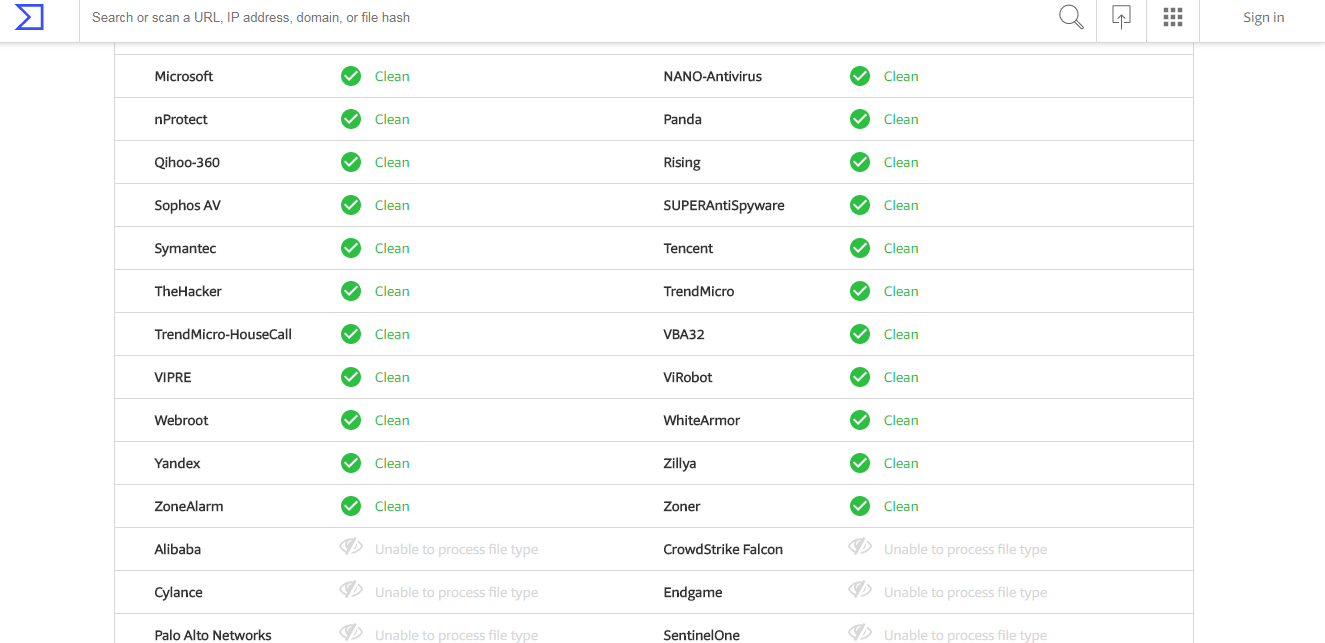 Search or scan a URL, IP address, domain, or file hash Sign in
Microsoft Clean NANO-Antivirus Clean
nProtect Clean Panda Clean
Qihoo-360 Clean Rising Clean
Sophos AV Clean SUPERAntiSpyware Clean
Symantec Clean Tencent Clean
TheHacker Clean TrendMicro Clean
TrendMicro-HouseCall Clean VBA32 Clean
VIPRE Clean ViRobot Clean
Webroot Clean WhiteArmor Clean
Yandex Clean Zillya Clean
ZoneAlarm Clean Zoner Clean
Alibaba Unable to process file type CrowdStrike Falcon Unable to process file type
Cylance Unable to process file type Endgame Unable to process file type
Palo Alto Networks Unable to process file type SentinelOne Unable to process file type